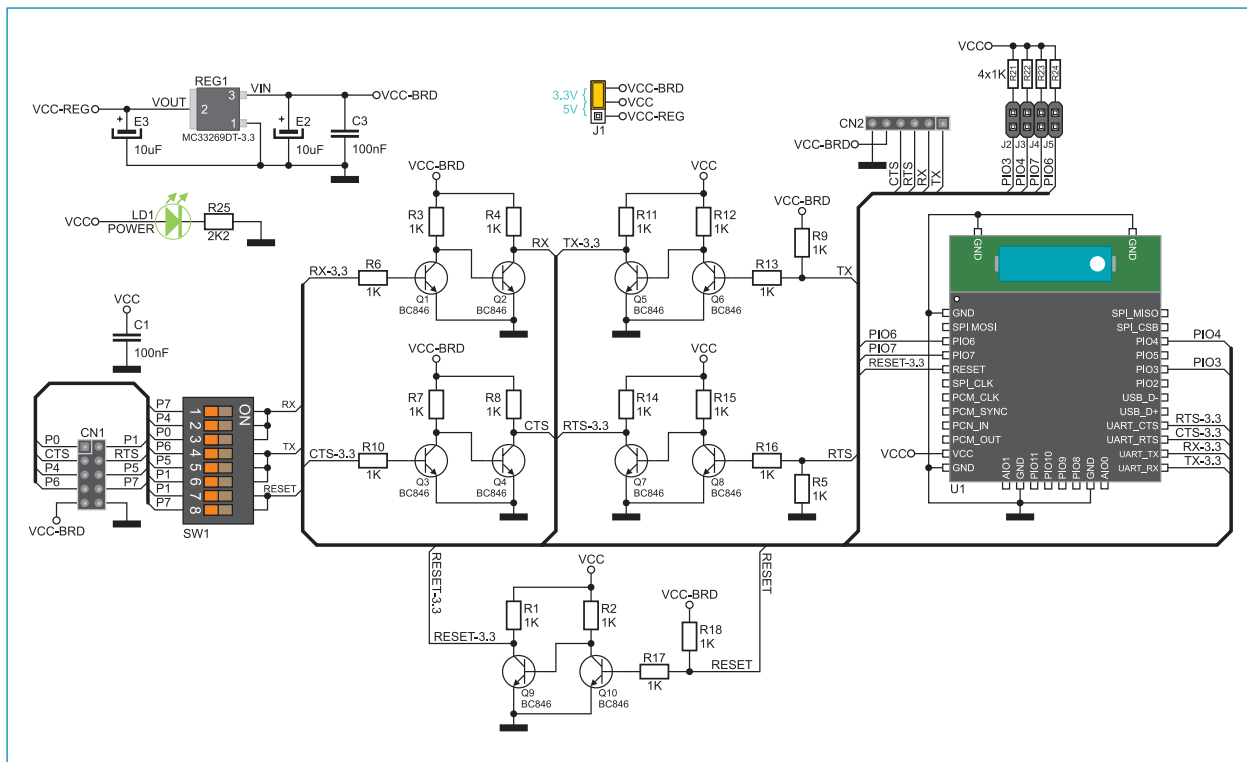 REG1
VCC-REG
VOUT
2
3
1
VIN
VCC-BRD
MC33269DT-3.3
+
E3
10uF
+
E2
10uF
C3
100nF
VCC
LD1
POWER
R25
2K2
3.3V
5V
VCC-BRD
VCC
VCC-REG
J1
VCC
4x1K
R21
R22
R23
R24
J2
J3
J4
J5
PIO3
PIO4
PIO7
PIO6
CN2
VCC-BRD
CTS
RTS
RX
TX
VCC-BRD
R3
1K
R4
1K
RX
RX-3.3
R6
1K
Q1
BC846
Q2
BC846
VCC
R11
1K
R12
1K
TX-3.3
Q5
BC846
Q6
BC846
R13
1K
VCC-BRD
R9
1K
TX
VCC
C1
100nF
VCC-BRD
R7
1K
R8
1K
CTS
CTS-3.3
R10
1K
Q3
BC846
Q4
BC846
VCC
R14
1K
R15
1K
RTS-3.3
Q7
BC846
Q8
BC846
R16
1K
RTS
R5
1K
P0
CTS
P4
P6
CN1
P1
RTS
P5
P7
VCC-BRD
P7
P4
P0
P6
P5
P1
P1
P7
1
2
3
4
5
6
7
8
ON
SW1
RX
TX
RESET
RESET-3.3
RESET
VCC
R1
1K
R2
1K
RESET-3.3
Q9
BC846
Q10
BC846
R17
1K
VCC-BRD
R18
1K
RESET
GND
GND
PIO6
PIO7
RESET-3.3
VCC
GND
SPI MOSI
PIO6
PIO7
RESET
SPI_CLK
PCM_CLK
PCM_SYNC
PCN_IN
PCM_OUT
VCC
GND
U1
AIO1
GND
PIO11
PIO10
PIO9
PIO8
GND
AIO0
SPI_MISO
SPI_CSB
PIO4
PIO5
PIO3
PIO2
USB_D-
USB_D+
UART_CTS
UART_RTS
UART_TX
UART_RX
PIO4
PIO3
RTS-3.3
CTS-3.3
RX-3.3
TX-3.3